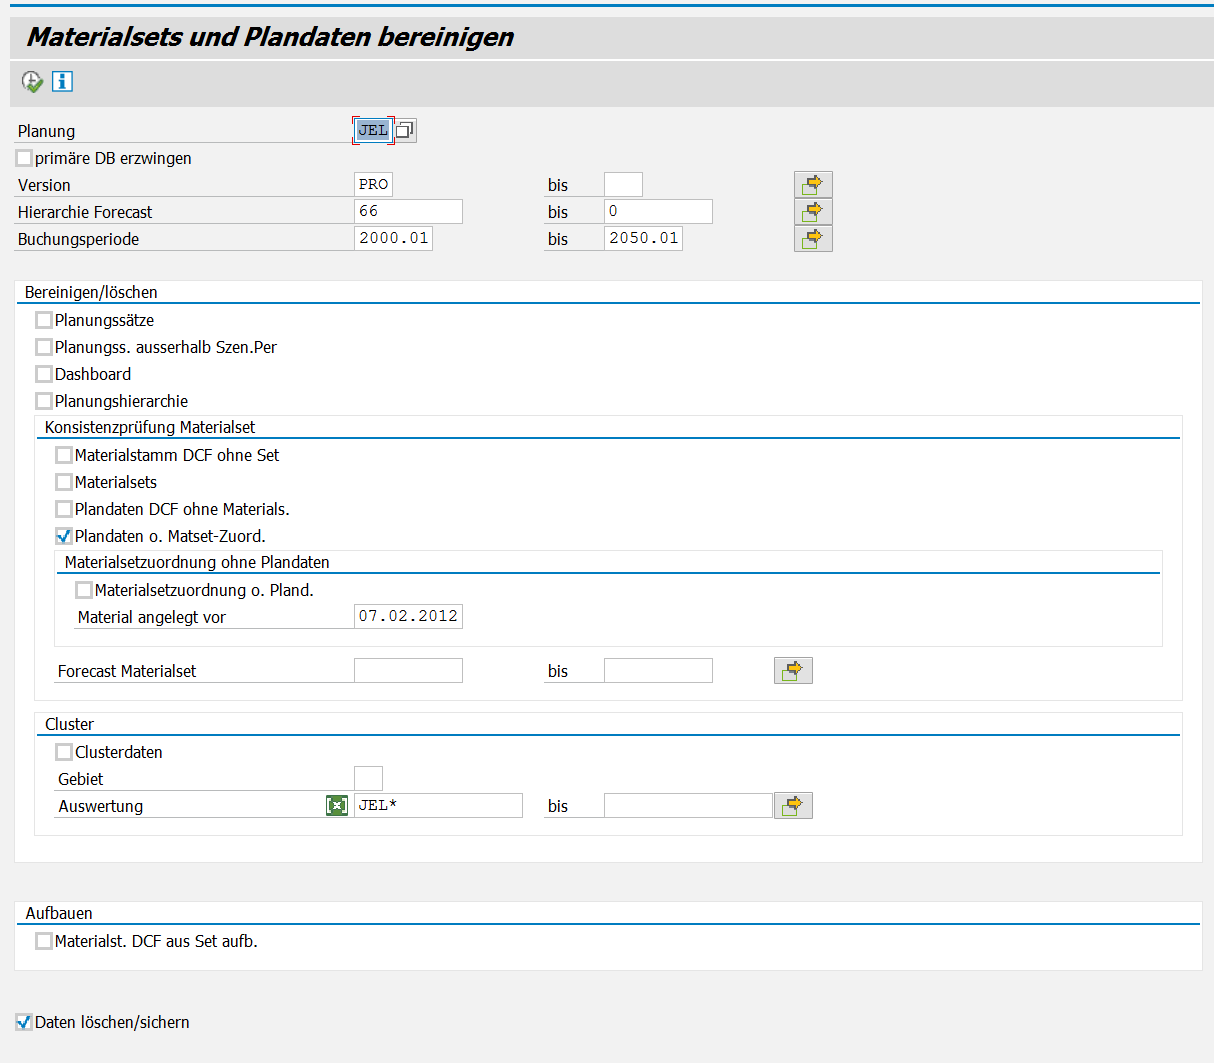 Materialsets und Plandaten bereinigen
Planung JEL
primäre DB erzwingen
Version PRO bis
Hierarchie Forecast 66 bis 0
Buchungsperiode 2000.01 bis 2050.01
Bereinigen/löschen
Planungssätze
Planungss. ausserhalb Szen.Per
Dashboard
Planungshierarchie
Konsistenzprüfung Materialset
Materialstamm DCF ohne Set
Materialsets
Plandaten DCF ohne Materials.
Plandaten o. Matset-Zuord.
Materialsetzuordnung ohne Plandaten
Materialsetzuordnung o. Pland.
Material angelegt vor 07.02.2012
Forecast Materialset bis
Cluster
Clusterdaten
Gebiet
Auswertung JEL* bis
Aufbauen
Materialst. DCF aus Set aufb.
Daten löschen/sichern